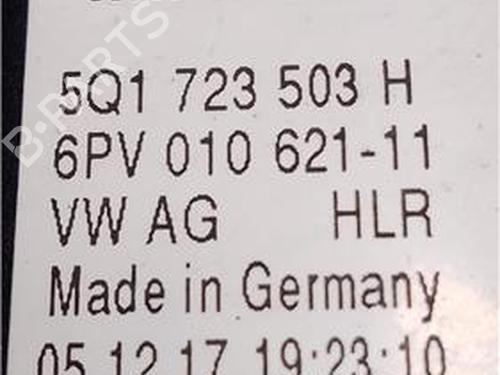 B-PARTS
5Q1 723 503 H
6PV 010 621-11
VW AG HLR
Made in Germany
05.12.17 19:23:10